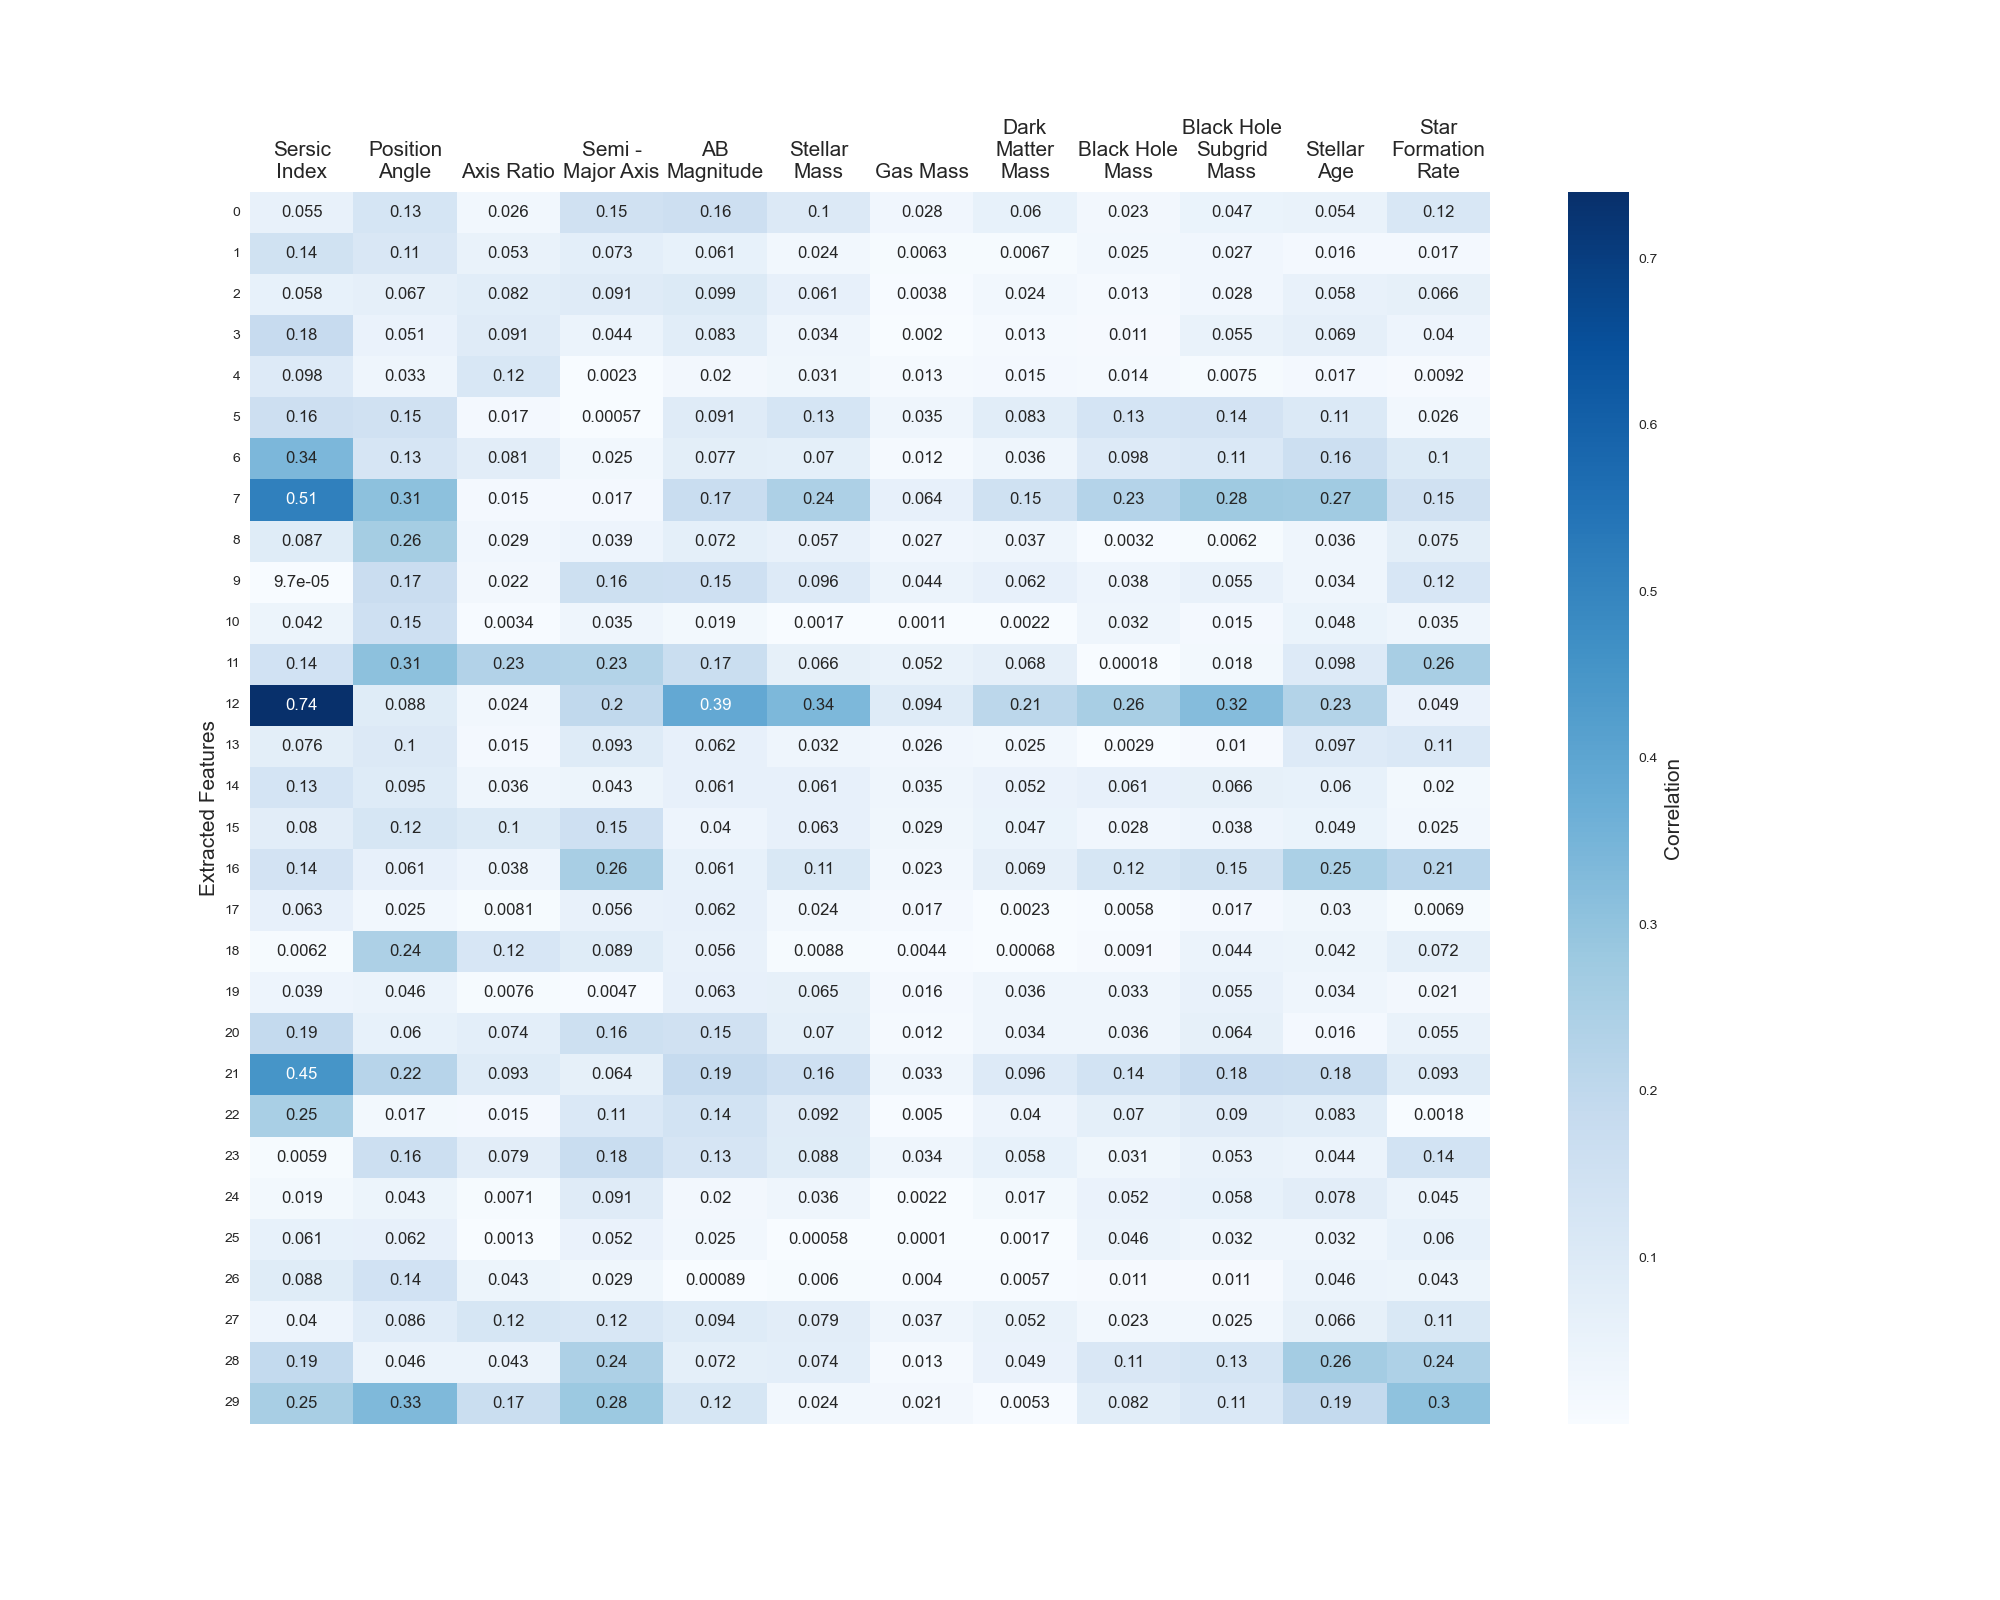 Dark Black Hole Star
Sersic Position Semi - AB Stellar Matter Black Hole Subgrid Stellar Formation
Index Angle Axis Ratio Major Axis Magnitude Mass Gas Mass Mass Mass Mass Age Rate
0 0.055 0.13 0.026 0.15 0.16 0.1 0.028 0.06 0.023 0.047 0.054 0.12
1 0.14 0.11 0.053 0.073 0.061 0.024 0.0063 0.0067 0.025 0.027 0.016 0.017
2 0.058 0.067 0.082 0.091 0.099 0.061 0.0038 0.024 0.013 0.028 0.058 0.066
3 0.18 0.051 0.091 0.044 0.083 0.034 0.002 0.013 0.011 0.055 0.069 0.04
4 0.098 0.033 0.12 0.0023 0.02 0.031 0.013 0.015 0.014 0.0075 0.017 0.0092
5 0.16 0.15 0.017 0.00057 0.091 0.13 0.035 0.083 0.13 0.14 0.11 0.026
6 0.34 0.13 0.081 0.025 0.077 0.07 0.012 0.036 0.098 0.11 0.16 0.1
7 0.51 0.31 0.015 0.017 0.17 0.24 0.064 0.15 0.23 0.28 0.27 0.15
8 0.087 0.26 0.029 0.039 0.072 0.057 0.027 0.037 0.0032 0.0062 0.036 0.075
9 9.7e-05 0.17 0.022 0.16 0.15 0.096 0.044 0.062 0.038 0.055 0.034 0.12
10 0.042 0.15 0.0034 0.035 0.019 0.0017 0.0011 0.0022 0.032 0.015 0.048 0.035
11 0.14 0.31 0.23 0.23 0.17 0.066 0.052 0.068 0.00018 0.018 0.098 0.26
12 0.74 0.088 0.024 0.2 0.39 0.34 0.094 0.21 0.26 0.32 0.23 0.049
13 0.076 0.1 0.015 0.093 0.062 0.032 0.026 0.025 0.0029 0.01 0.097 0.11
14 0.13 0.095 0.036 0.043 0.061 0.061 0.035 0.052 0.061 0.066 0.06 0.02
15 0.08 0.12 0.1 0.15 0.04 0.063 0.029 0.047 0.028 0.038 0.049 0.025
16 0.14 0.061 0.038 0.26 0.061 0.11 0.023 0.069 0.12 0.15 0.25 0.21
17 0.063 0.025 0.0081 0.056 0.062 0.024 0.017 0.0023 0.0058 0.017 0.03 0.0069
18 0.0062 0.24 0.12 0.089 0.056 0.0088 0.0044 0.00068 0.0091 0.044 0.042 0.072
19 0.039 0.046 0.0076 0.0047 0.063 0.065 0.016 0.036 0.033 0.055 0.034 0.021
20 0.19 0.06 0.074 0.16 0.15 0.07 0.012 0.034 0.036 0.064 0.016 0.055
21 0.45 0.22 0.093 0.064 0.19 0.16 0.033 0.096 0.14 0.18 0.18 0.093
22 0.25 0.017 0.015 0.11 0.14 0.092 0.005 0.04 0.07 0.09 0.083 0.0018
23 0.0059 0.16 0.079 0.18 0.13 0.088 0.034 0.058 0.031 0.053 0.044 0.14
24 0.019 0.043 0.0071 0.091 0.02 0.036 0.0022 0.017 0.052 0.058 0.078 0.045
25 0.061 0.062 0.0013 0.052 0.025 0.00058 0.0001 0.0017 0.046 0.032 0.032 0.06
26 0.088 0.14 0.043 0.029 0.00089 0.006 0.004 0.0057 0.011 0.011 0.046 0.043
27 0.04 0.086 0.12 0.12 0.094 0.079 0.037 0.052 0.023 0.025 0.066 0.11
28 0.19 0.046 0.043 0.24 0.072 0.074 0.013 0.049 0.11 0.13 0.26 0.24
29 0.25 0.33 0.17 0.28 0.12 0.024 0.021 0.0053 0.082 0.11 0.19 0.3
Extracted Features
0.7
0.6
0.5
0.4
0.3
0.2
0.1
Correlation